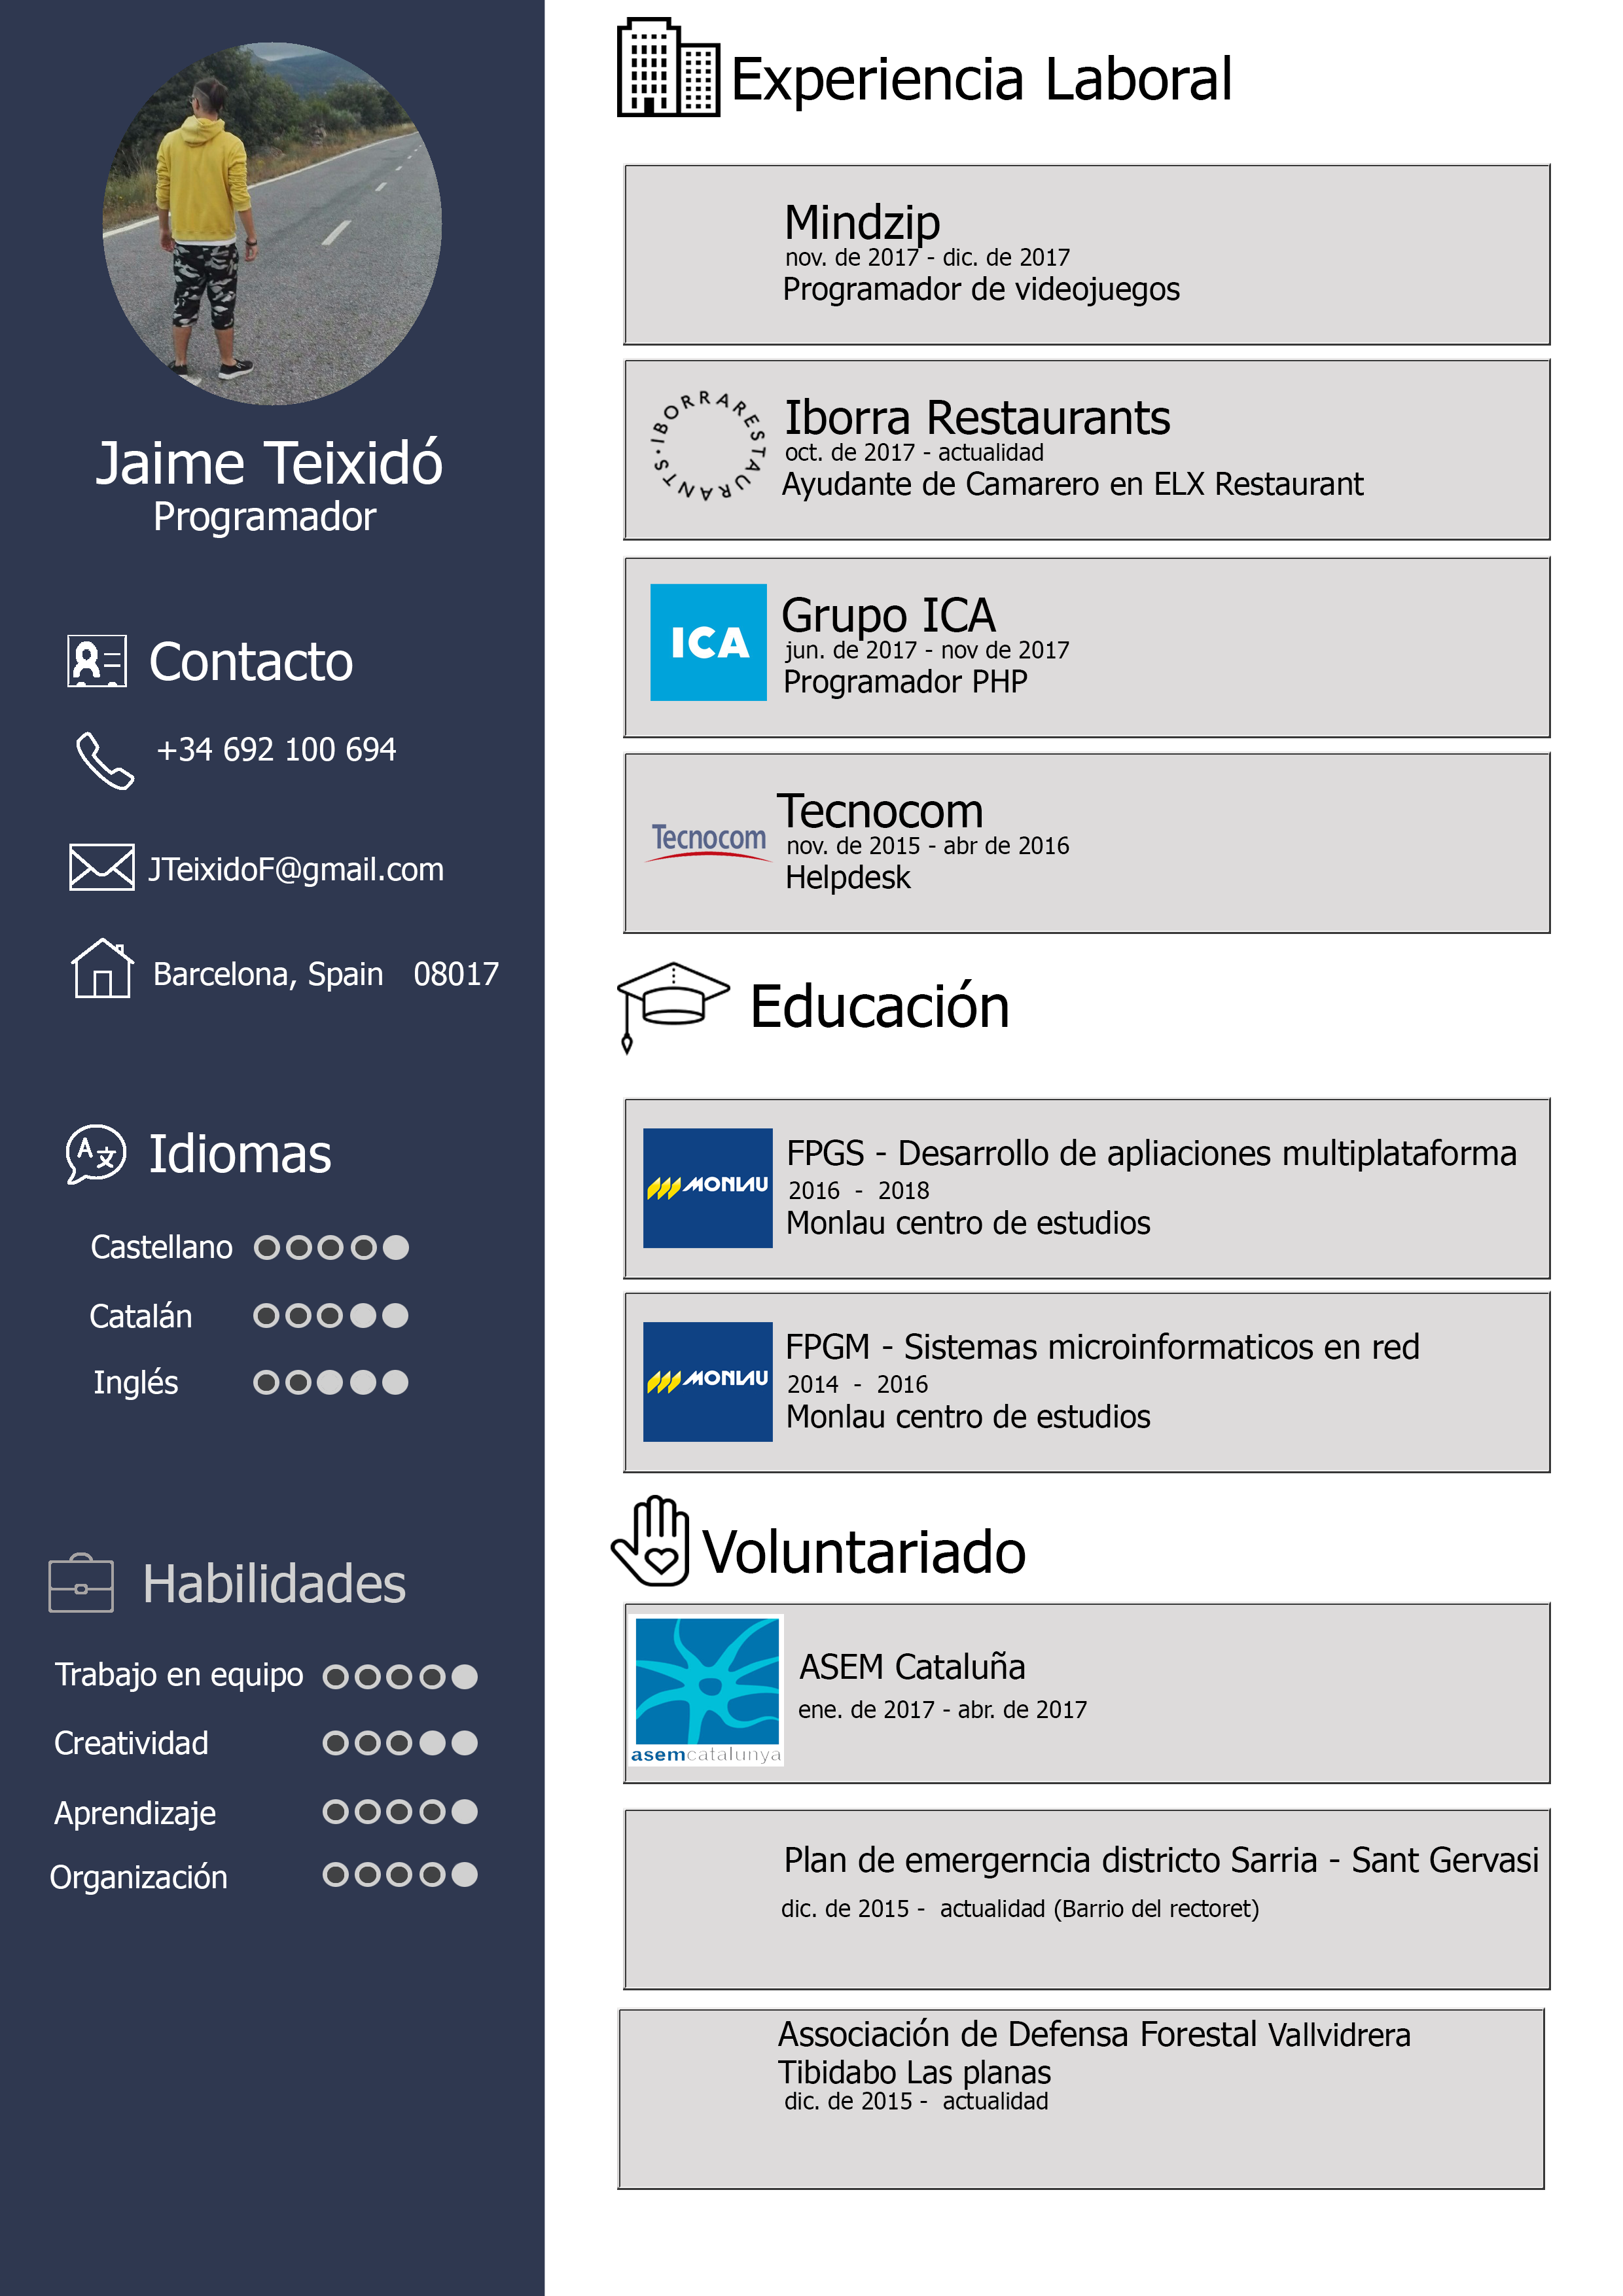 Jaime Teixidó
Programador
Contacto
+34 692 100 694
JTeixidoF@gmail.com
Barcelona, Spain 08017
Idiomas
Castellano
Catalán
Inglés
Habilidades
Trabajo en equipo
Creatividad
Aprendizaje
Organización
Experiencia Laboral
Mindzip
nov. de 2017 - dic. de 2017
Programador de videojuegos
IBORRARESTAURANTS·
Iborra Restaurants
oct. de 2017 - actualidad
Ayudante de Camarero en ELX Restaurant
ICA
Grupo ICA
jun. de 2017 - nov de 2017
Programador PHP
Tecnocom
Tecnocom
nov. de 2015 - abr de 2016
Helpdesk
Educación
MONLAU
FPGS - Desarrollo de apliaciones multiplataforma
2016 - 2018
Monlau centro de estudios
MONLAU
FPGM - Sistemas microinformaticos en red
2014 - 2016
Monlau centro de estudios
Voluntariado
asemcatalunya
ASEM Cataluña
ene. de 2017 - abr. de 2017
Plan de emergerncia districto Sarria - Sant Gervasi
dic. de 2015 - actualidad (Barrio del rectoret)
Associación de Defensa Forestal Vallvidrera
Tibidabo Las planas
dic. de 2015 - actualidad